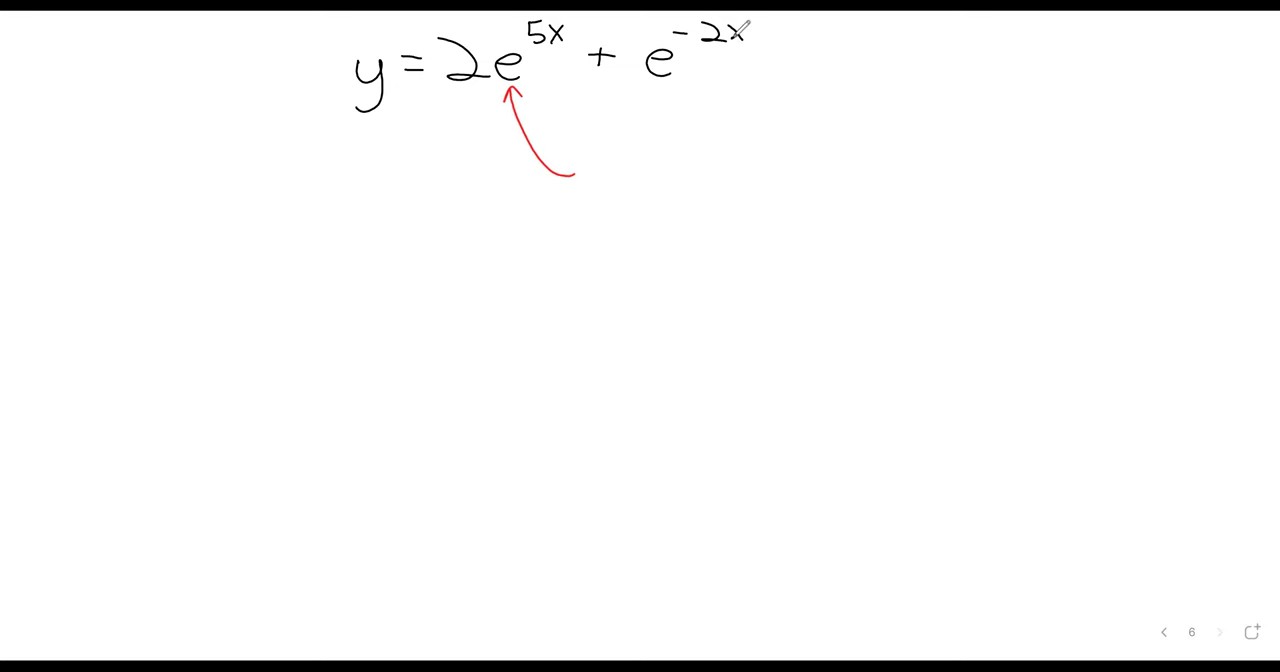 y = 2e^{5x} + e^{-2x}
6